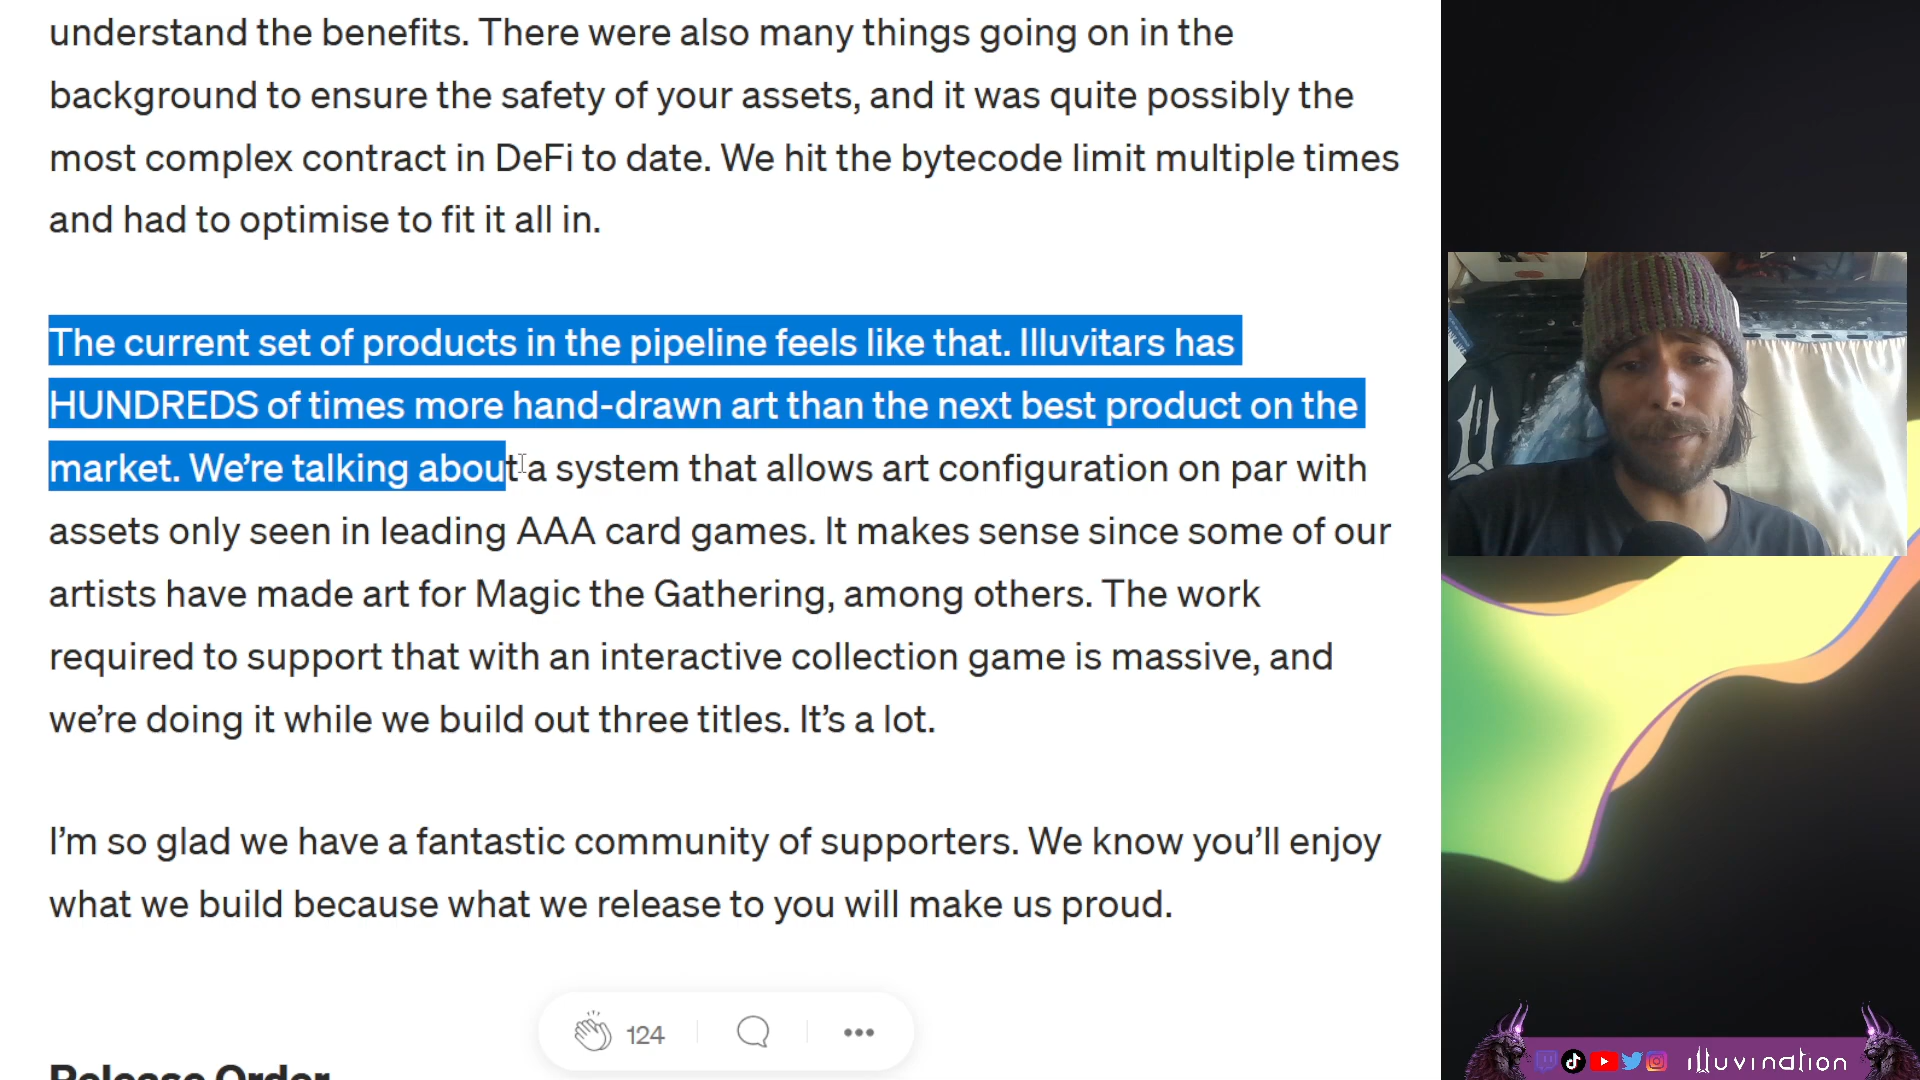 understand the benefits. There were also many things going on in the
background to ensure the safety of your assets, and it was quite possibly the
most complex contract in DeFi to date. We hit the bytecode limit multiple times
and had to optimise to fit it all in.
The current set of products in the pipeline feels like that. Illuvitars has
HUNDREDS of times more hand-drawn art than the next best product on the
market. We’re talking about a system that allows art configuration on par with
assets only seen in leading AAA card games. It makes sense since some of our
artists have made art for Magic the Gathering, among others. The work
required to support that with an interactive collection game is massive, and
we’re doing it while we build out three titles. It’s a lot.
I’m so glad we have a fantastic community of supporters. We know you’ll enjoy
what we build because what we release to you will make us proud.
124
Release Order
illuvination